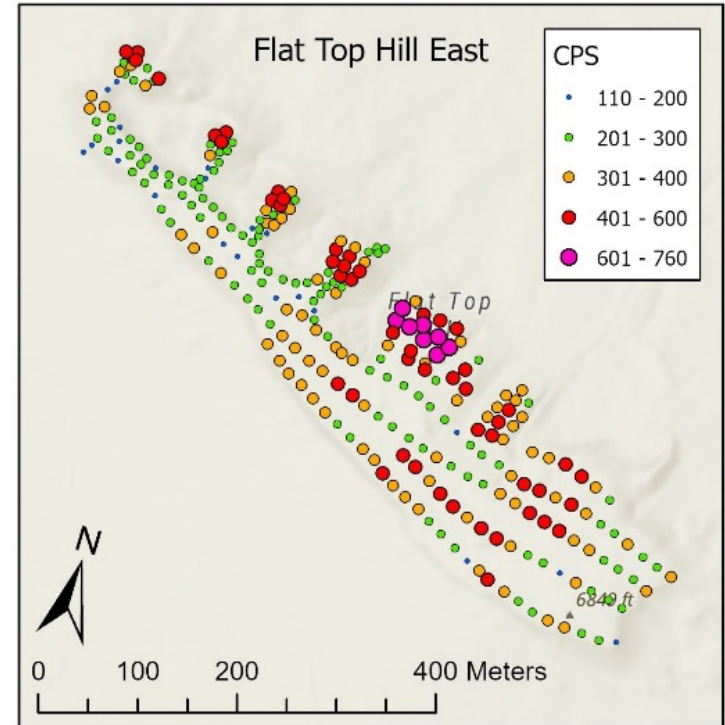 Flat Top Hill East
CPS
110 - 200
201 - 300
301 - 400
401 - 600
601 - 760
Flat Top
6840 ft
N
0 100 200 400 Meters